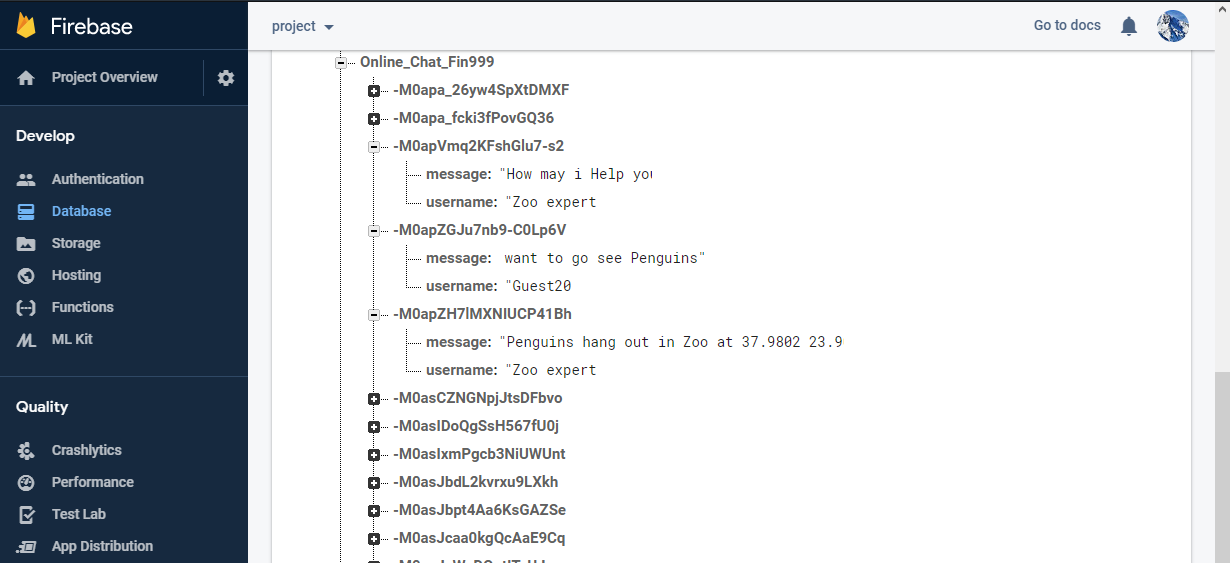 Firebase
project
Go to docs
Project Overview
Develop
Authentication
Database
Storage
Hosting
Functions
ML Kit
Quality
Crashlytics
Performance
Test Lab
App Distribution
Online_Chat_Fin999
-M0apa_26yw4SpXtDMXF
-M0apa_fcki3fPovGQ36
-M0apVmq2KFshGlu7-s2
message: "How may i Help you
username: "Zoo expert
-M0apZGJu7nb9-C0Lp6V
message: want to go see Penguins"
username: "Guest20
-M0apZH7lMXNIUCP41Bh
message: "Penguins hang out in Zoo at 37.9802 23.9
username: "Zoo expert
-M0asCZNGNpjJtsDFbvo
-M0asIDoQgSsH567fU0j
-M0asIxmPgcb3NiUWUnt
-M0asJbdL2kvrxu9LXkh
-M0asJbpt4Aa6KsGAZSe
-M0asJcaa0kgQcAaE9Cq